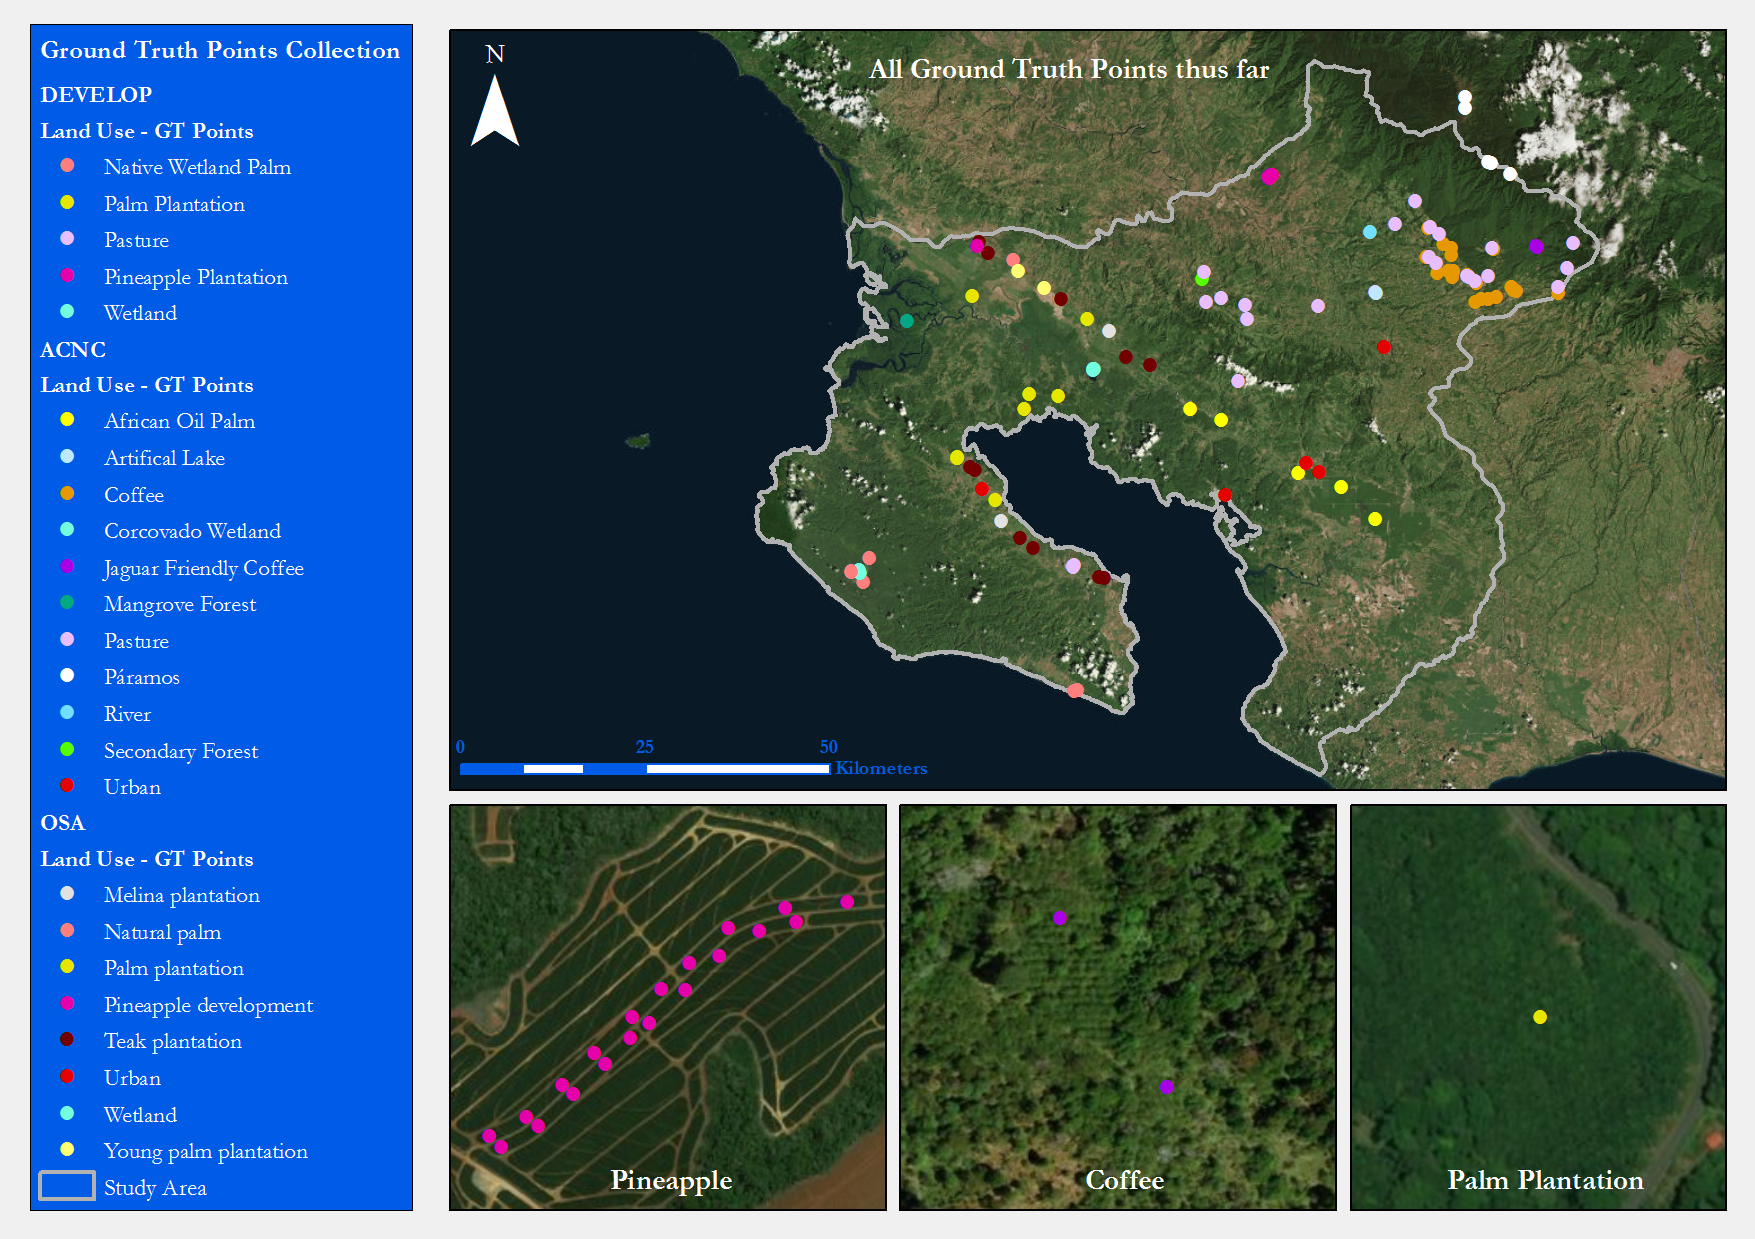 Ground Truth Points Collection
DEVELOP
Land Use - GT Points
Native Wetland Palm
Palm Plantation
Pasture
Pineapple Plantation
Wetland
ACNC
Land Use - GT Points
African Oil Palm
Artifical Lake
Coffee
Corcovado Wetland
Jaguar Friendly Coffee
Mangrove Forest
Pasture
Páramos
River
Secondary Forest
Urban
OSA
Land Use - GT Points
Melina plantation
Natural palm
Palm plantation
Pineapple development
Teak plantation
Urban
Wetland
Young palm plantation
Study Area
N
All Ground Truth Points thus far
0 25 50
Kilometers
Pineapple
Coffee
Palm Plantation